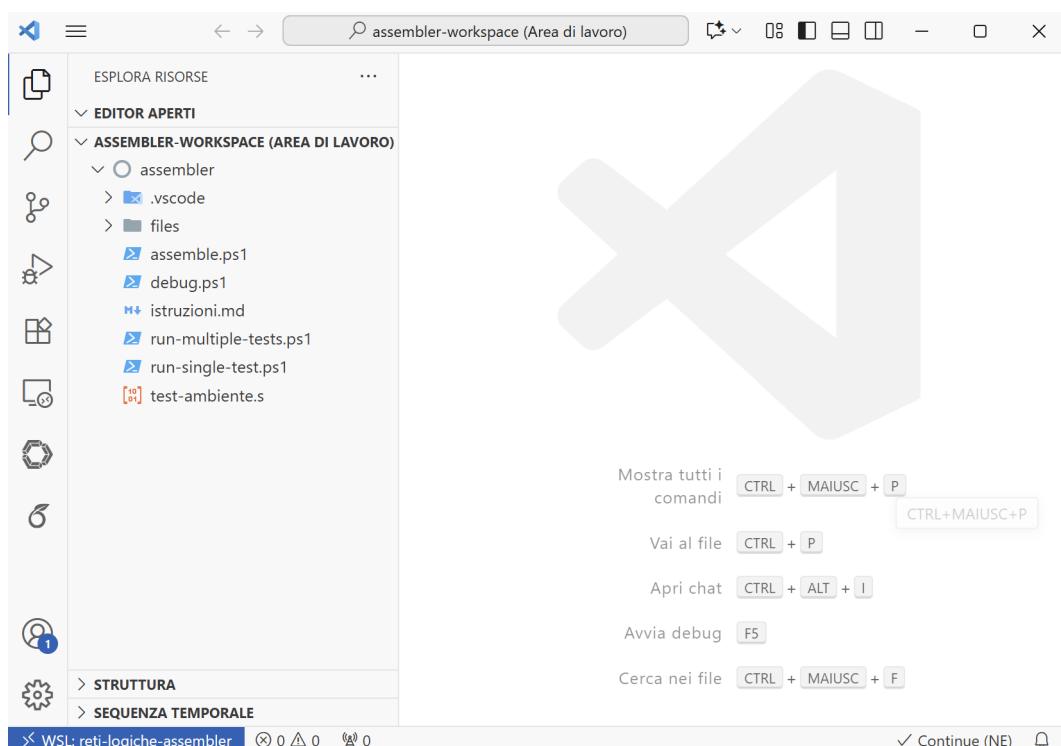 assembler-workspace (Area di lavoro)
ESPLORA RISORSE
EDITOR APERTI
ASSEMBLER-WORKSPACE (AREA DI LAVORO)
assembler
.vscode
files
assemble.ps1
debug.ps1
M↓ istruzioni.md
run-multiple-tests.ps1
run-single-test.ps1
10 01 test-ambiente.s
Mostra tutti i
comandi
CTRL + MAIUSC + P
CTRL+MAIUSC+P
Vai al file CTRL + P
Apri chat CTRL + ALT + I
Avvia debug F5
Cerca nei file CTRL + MAIUSC + F
1
STRUTTURA
SEQUENZA TEMPORALE
WSL: reti-logiche-assembler 0 0 0 Continue (NE)